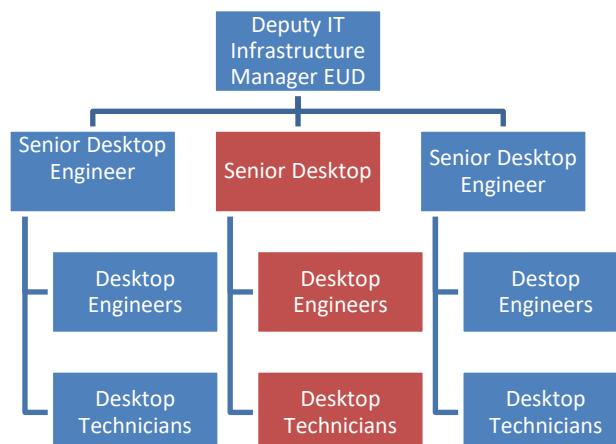 Deputy IT
Infrastructure
Manager EUD
Senior Desktop
Engineer
Senior Desktop
Senior Desktop
Engineer
Desktop
Engineers
Desktop
Engineers
Destop
Engineers
Desktop
Technicians
Desktop
Technicians
Desktop
Technicians